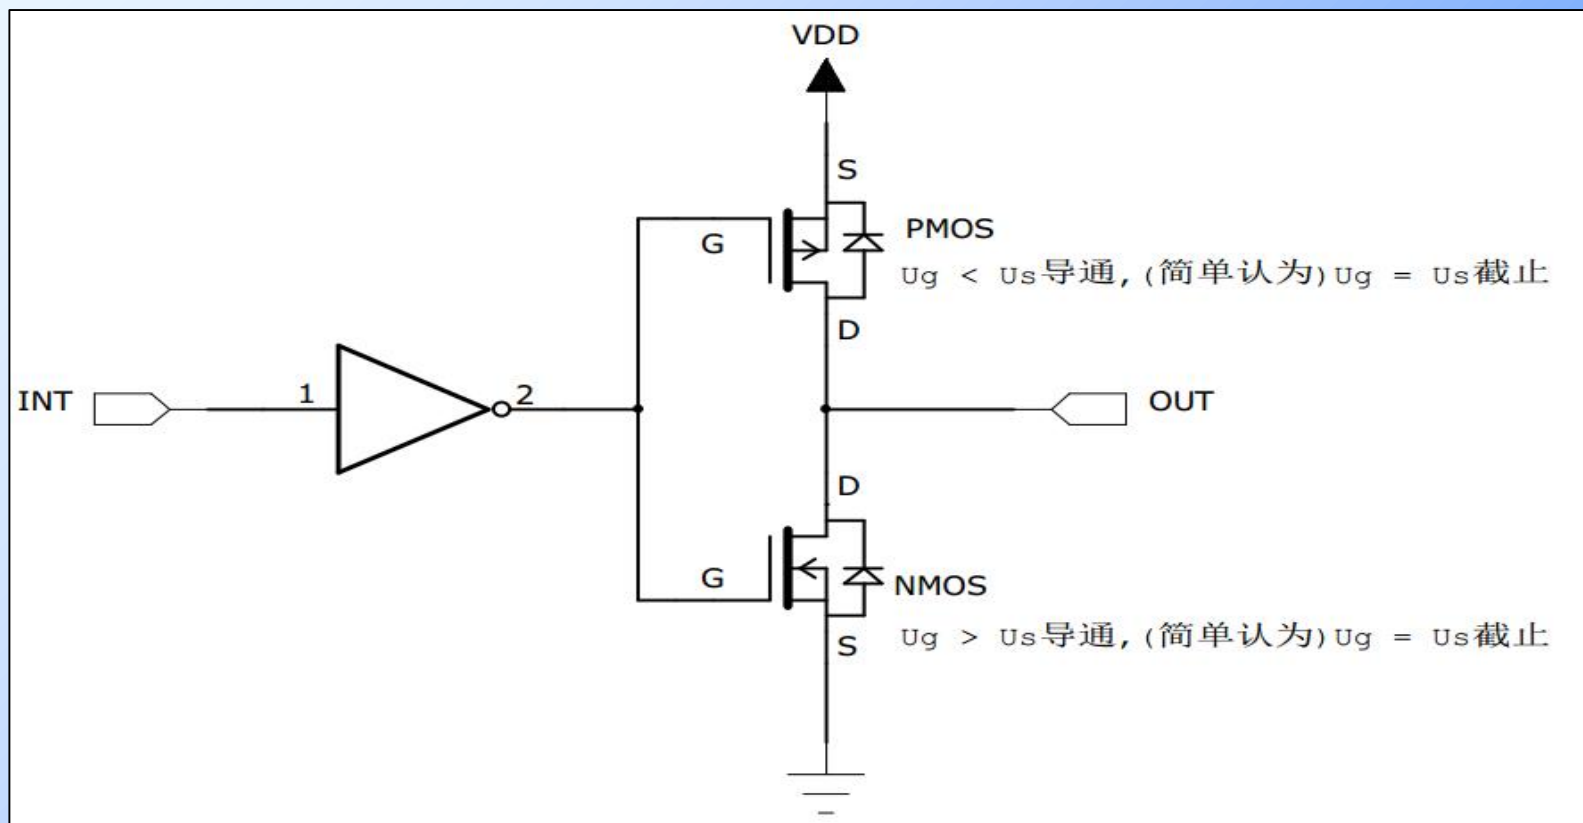 VDD
S
PMOS
G
Ug < Us导通,(简单认为)Ug = Us截止
D
INT
1
2
OUT
D
G
NMOS
Ug > Us导通,(简单认为)Ug = Us截止
S